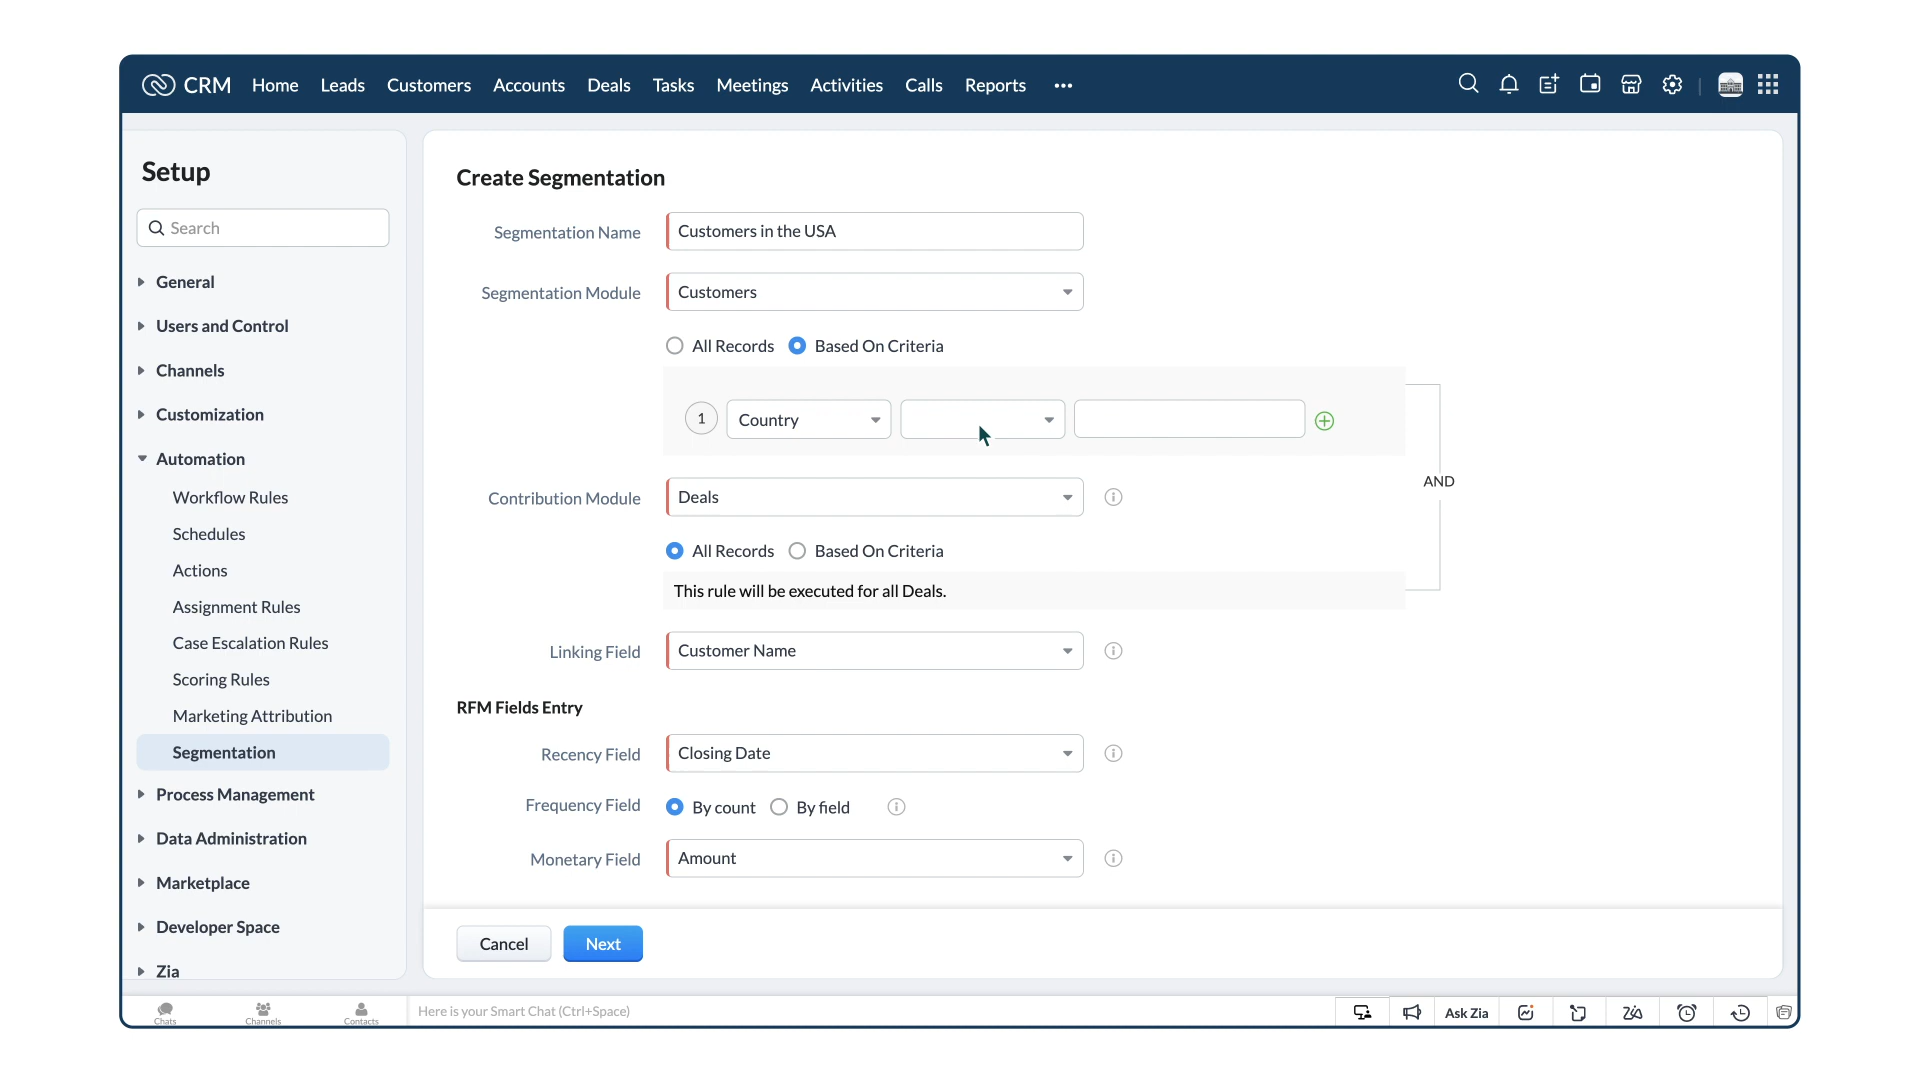 CRM Home Leads Customers Accounts Deals Tasks Meetings Activities Calls Reports
Setup
Search
General
Users and Control
Channels
Customization
Automation
Workflow Rules
Schedules
Actions
Assignment Rules
Case Escalation Rules
Scoring Rules
Marketing Attribution
Segmentation
Process Management
Data Administration
Marketplace
Developer Space
Zia
Create Segmentation
Segmentation Name Customers in the USA
Segmentation Module Customers
All Records Based On Criteria
1 Country
AND
Contribution Module Deals
All Records Based On Criteria
This rule will be executed for all Deals.
Linking Field Customer Name
RFM Fields Entry
Recency Field Closing Date
Frequency Field By count By field
Monetary Field Amount
Cancel Next
Chats Channels Contacts Here is your Smart Chat (Ctrl+Space) Ask Zia